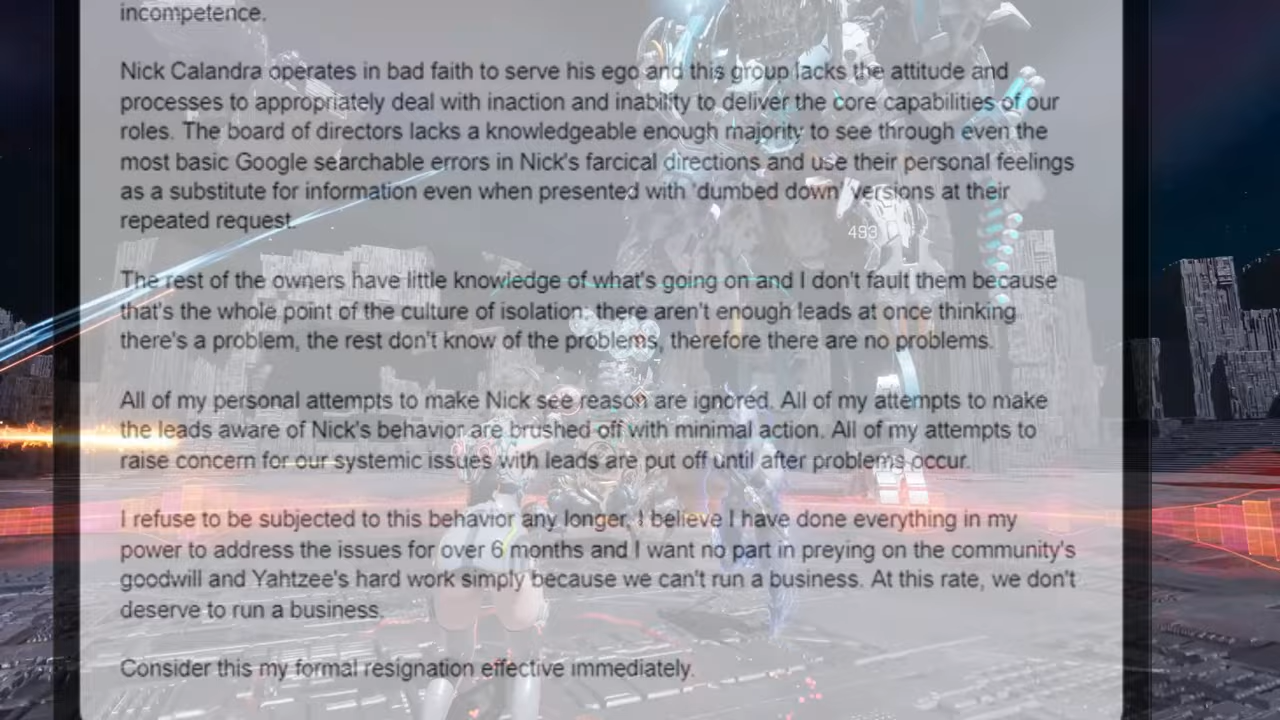 incompetence.
Nick Calandra operates in bad faith to serve his ego and this group lacks the attitude and
processes to appropriately deal with inaction and inability to deliver the core capabilities of our
roles. The board of directors lacks a knowledgeable enough majority to see through even the
most basic Google searchable errors in Nick's farcical directions and use their personal feelings
as a substitute for information even when presented with 'dumbed down' versions at their
repeated request.
493
The rest of the owners have little knowledge of what's going on and I don't fault them because
that's the whole point of the culture of isolation; there aren't enough leads at once thinking
there's a problem, the rest don't know of the problems, therefore there are no problems.
All of my personal attempts to make Nick see reason are ignored. All of my attempts to make
the leads aware of Nick's behavior are brushed off with minimal action. All of my attempts to
raise concern for our systemic issues with leads are put off until after problems occur.
I refuse to be subjected to this behavior any longer, I believe I have done everything in my
power to address the issues for over 6 months and I want no part in preying on the community's
goodwill and Yahtzee's hard work simply because we can't run a business. At this rate, we don't
deserve to run a business.
Consider this my formal resignation effective immediately.